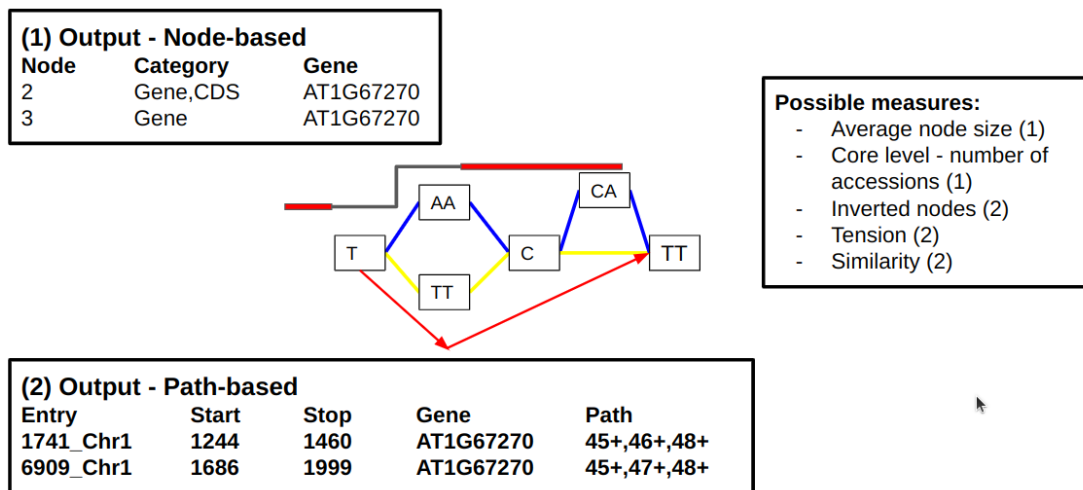 (1) Output - Node-based
Node Category Gene
2 Gene,CDS AT1G67270
3 Gene AT1G67270
Possible measures:
- Average node size (1)
- Core level - number of
accessions (1)
- Inverted nodes (2)
- Tension (2)
- Similarity (2)
CA
AA
T
C
TT
TT
(2) Output - Path-based
Entry Start Stop Gene Path
1741_Chr1 1244 1460 AT1G67270 45+,46+,48+
6909_Chr1 1686 1999 AT1G67270 45+,47+,48+